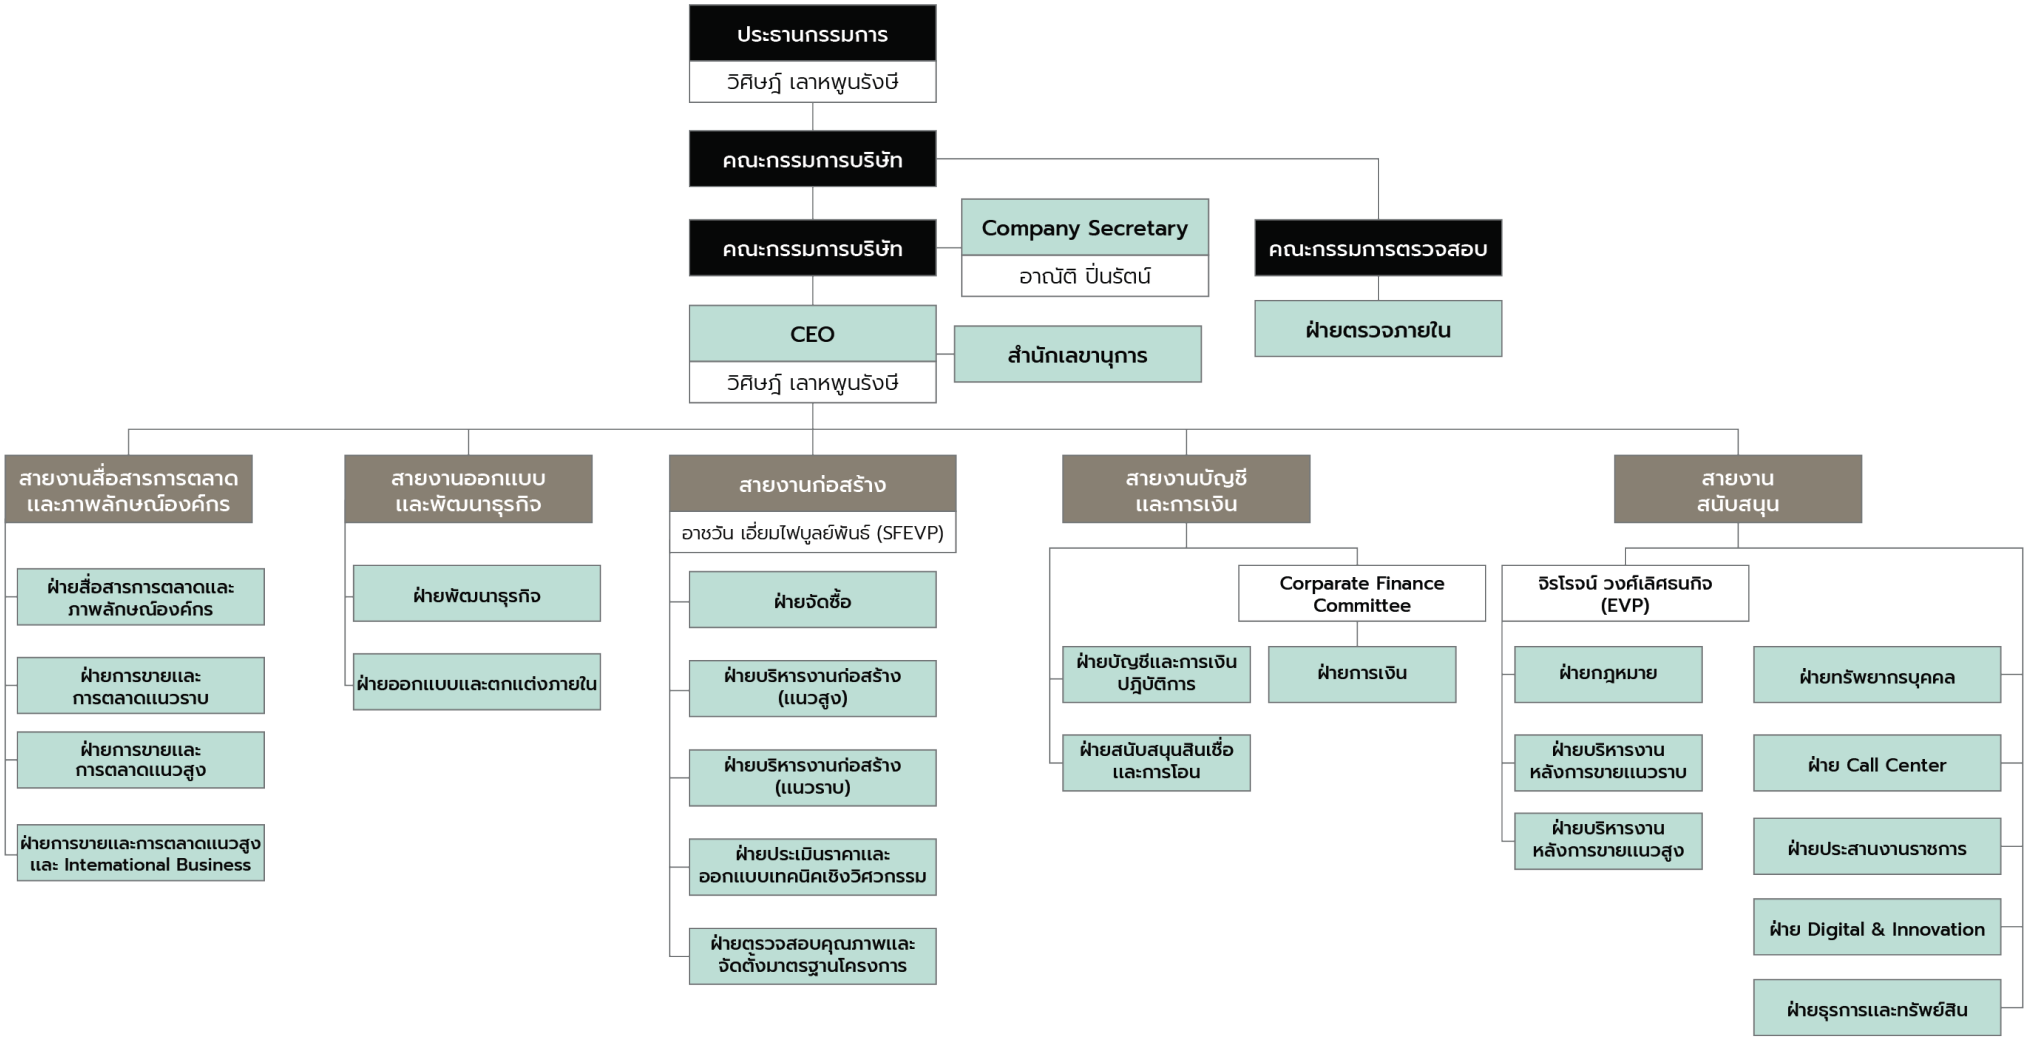 ประธานกรรมการ
วิศิษฎ์ เลาหพูนรังษี
คณะกรรมการบริษัท
คณะกรรมการบริษัท
Company Secretary
อาณัติ ปิ่นรัตน์
คณะกรรมการตรวจสอบ
ฝ่ายตรวจภายใน
CEO
วิศิษฎ์ เลาหพูนรังษี
สำนักเลขานุการ
สายงานสื่อสารการตลาด
และภาพลักษณ์องค์กร
ฝ่ายสื่อสารการตลาดและ
ภาพลักษณ์องค์กร
ฝ่ายการขายและ
การตลาดแนวราบ
ฝ่ายการขายและ
การตลาดแนวสูง
ฝ่ายการขายและการตลาดแนวสูง
และ Intemational Business
สายงานออกแบบ
และพัฒนาธุรกิจ
ฝ่ายพัฒนาธุรกิจ
ฝ่ายออกแบบและตกแต่งภายใน
สายงานก่อสร้าง
อาชวัน เอี่ยมไฟบูลย์พันธ์ (SFEVP)
ฝ่ายจัดซื้อ
ฝ่ายบริหารงานก่อสร้าง
(แนวสูง)
ฝ่ายบริหารงานก่อสร้าง
(แนวราบ)
ฝ่ายประเมินราคาและ
ออกแบบเทคนิคเชิงวิศวกรรม
ฝ่ายตรวจสอบคุณภาพและ
จัดตั้งมาตรฐานโครงการ
สายงานบัญชี
และการเงิน
Corparate Finance
Committee
ฝ่ายบัญชีและการเงิน
ปฎิบัติการ
ฝ่ายการเงิน
ฝ่ายสนับสนุนสินเชื่อ
และการโอน
สายงาน
สนับสนุน
จิรโรจน์ วงศ์เลิศธนกิจ
(EVP)
ฝ่ายกฎหมาย
ฝ่ายบริหารงาน
หลังการขายแนวราบ
ฝ่ายบริหารงาน
หลังการขายแนวสูง
ฝ่ายทรัพยากรบุคคล
ฝ่าย Call Center
ฝ่ายประสานงานราชการ
ฝ่าย Digital & Innovation
ฝ่ายธุรการและทรัพย์สิน